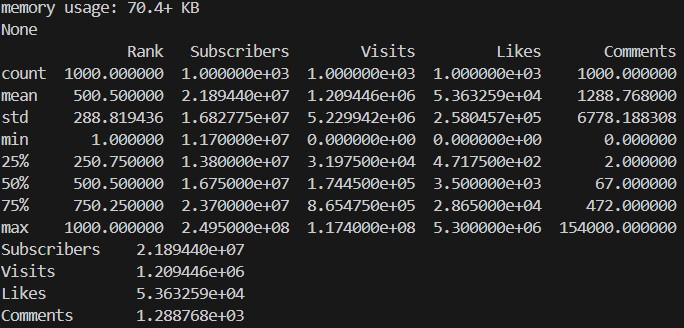 memory usage: 70.4+ KB
None
Rank Subscribers Visits Likes Comments
count 1000.000000 1.000000e+03 1.000000e+03 1.000000e+03 1000.000000
mean 500.500000 2.189440e+07 1.209446e+06 5.363259e+04 1288.768000
std 288.819436 1.682775e+07 5.229942e+06 2.580457e+05 6778.188308
min 1.000000 1.170000e+07 0.000000e+00 0.000000e+00 0.000000
25% 250.750000 1.380000e+07 3.197500e+04 4.717500e+02 2.000000
50% 500.500000 1.675000e+07 1.744500e+05 3.500000e+03 67.000000
75% 750.250000 2.370000e+07 8.654750e+05 2.865000e+04 472.000000
max 1000.000000 2.495000e+08 1.174000e+08 5.300000e+06 154000.000000
Subscribers 2.189440e+07
Visits 1.209446e+06
Likes 5.363259e+04
Comments 1.288768e+03